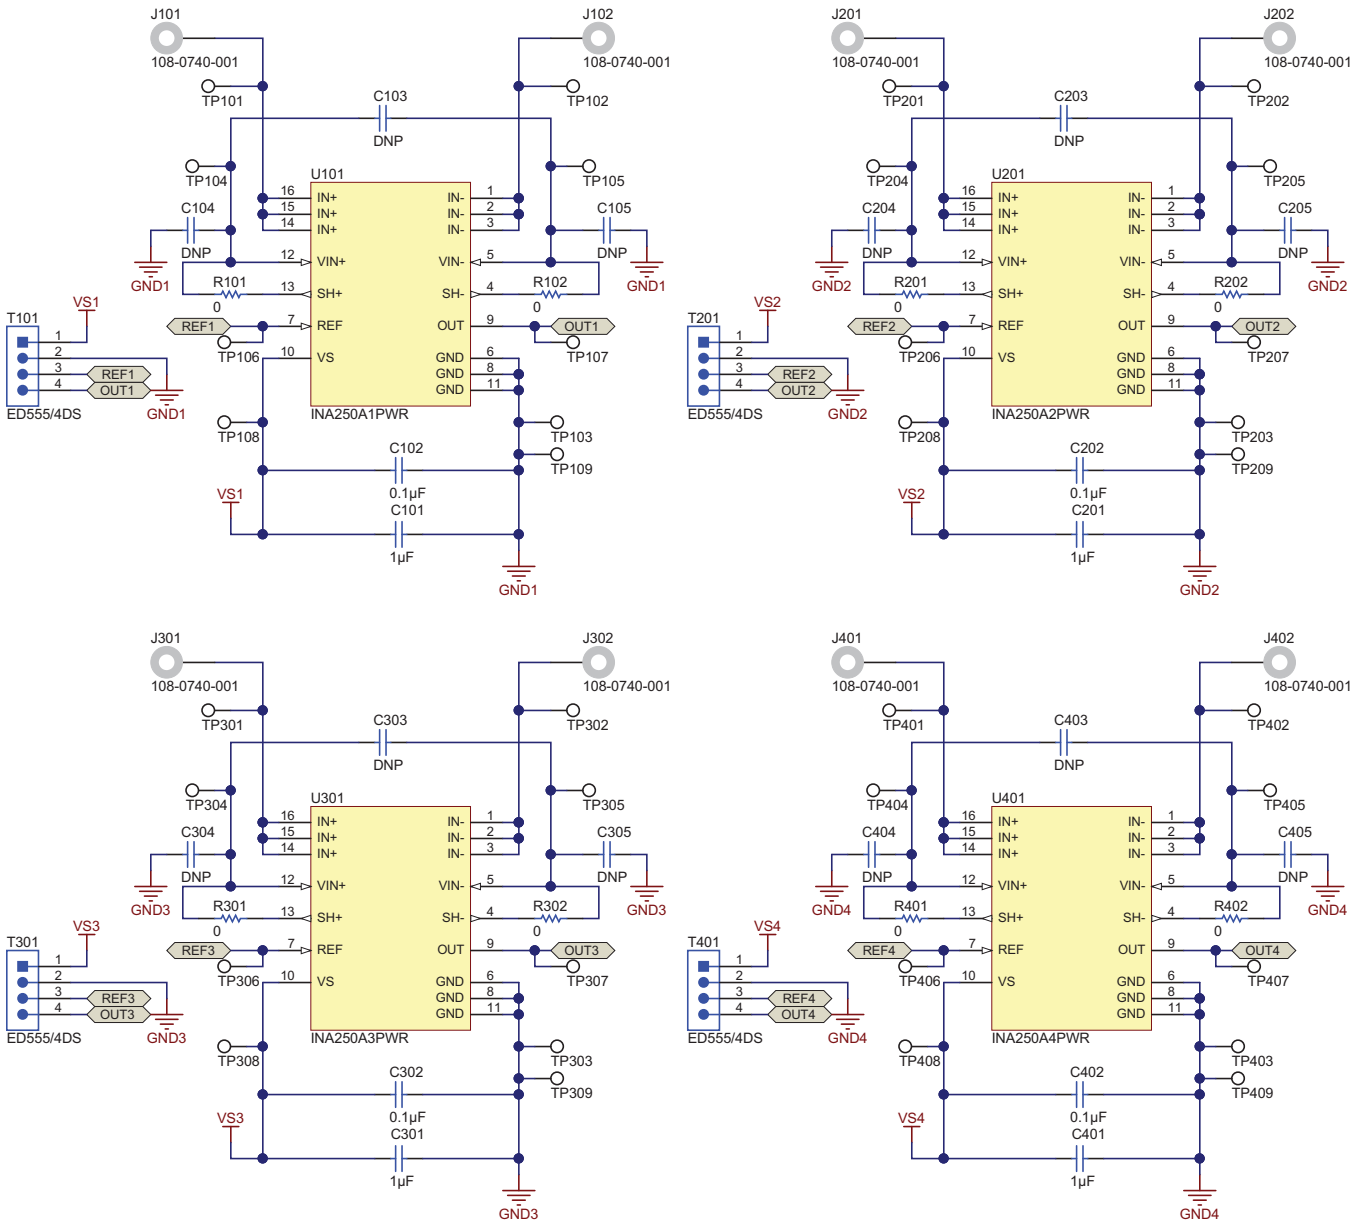 J101
108-0740-001
TP101
J102
108-0740-001
TP102
C103
DNP
TP104
TP105
C104
DNP
GND1
C105
DNP
GND1
U101
16 IN+ IN- 1
15 IN+ IN- 2
14 IN+ IN- 3
12 VIN+ VIN- 5
R101 13 SH+ SH- 4 R102
0 0
REF1 7 REF OUT 9 OUT1
TP106 TP107
10 VS GND 6
GND 8
GND 11
INA250A1PWR
VS1
T101
1
2
3 REF1
4 OUT1
ED555/4DS
GND1
TP108
TP103
TP109
C102
0.1µF
VS1
C101
1µF
GND1
J201
108-0740-001
TP201
J202
108-0740-001
TP202
C203
DNP
TP204
TP205
C204
DNP
GND2
C205
DNP
GND2
U201
16 IN+ IN- 1
15 IN+ IN- 2
14 IN+ IN- 3
12 VIN+ VIN- 5
R201 13 SH+ SH- 4 R202
0 0
REF2 7 REF OUT 9 OUT2
TP206 TP207
10 VS GND 6
GND 8
GND 11
INA250A2PWR
VS2
T201
1
2
3 REF2
4 OUT2
ED555/4DS
GND2
TP208
TP203
TP209
C202
0.1µF
VS2
C201
1µF
GND2
J301
108-0740-001
TP301
J302
108-0740-001
TP302
C303
DNP
TP304
TP305
C304
DNP
GND3
C305
DNP
GND3
U301
16 IN+ IN- 1
15 IN+ IN- 2
14 IN+ IN- 3
12 VIN+ VIN- 5
R301 13 SH+ SH- 4 R302
0 0
REF3 7 REF OUT 9 OUT3
TP306 TP307
10 VS GND 6
GND 8
GND 11
INA250A3PWR
VS3
T301
1
2
3 REF3
4 OUT3
ED555/4DS
GND3
TP308
TP303
TP309
C302
0.1µF
VS3
C301
1µF
GND3
J401
108-0740-001
TP401
J402
108-0740-001
TP402
C403
DNP
TP404
TP405
C404
DNP
GND4
C405
DNP
GND4
U401
16 IN+ IN- 1
15 IN+ IN- 2
14 IN+ IN- 3
12 VIN+ VIN- 5
R401 13 SH+ SH- 4 R402
0 0
REF4 7 REF OUT 9 OUT4
TP406 TP407
10 VS GND 6
GND 8
GND 11
INA250A4PWR
VS4
T401
1
2
3 REF4
4 OUT4
ED555/4DS
GND4
TP408
TP403
TP409
C402
0.1µF
VS4
C401
1µF
GND4